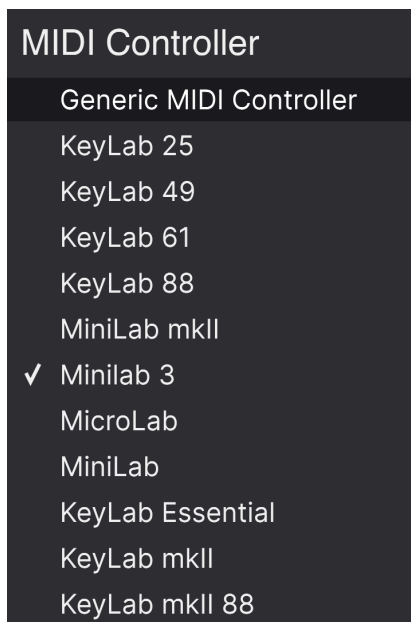 MIDI Controller
Generic MIDI Controller
KeyLab 25
KeyLab 49
KeyLab 61
KeyLab 88
MiniLab mkII
✓ Minilab 3
MicroLab
MiniLab
KeyLab Essential
KeyLab mkII
KeyLab mkII 88